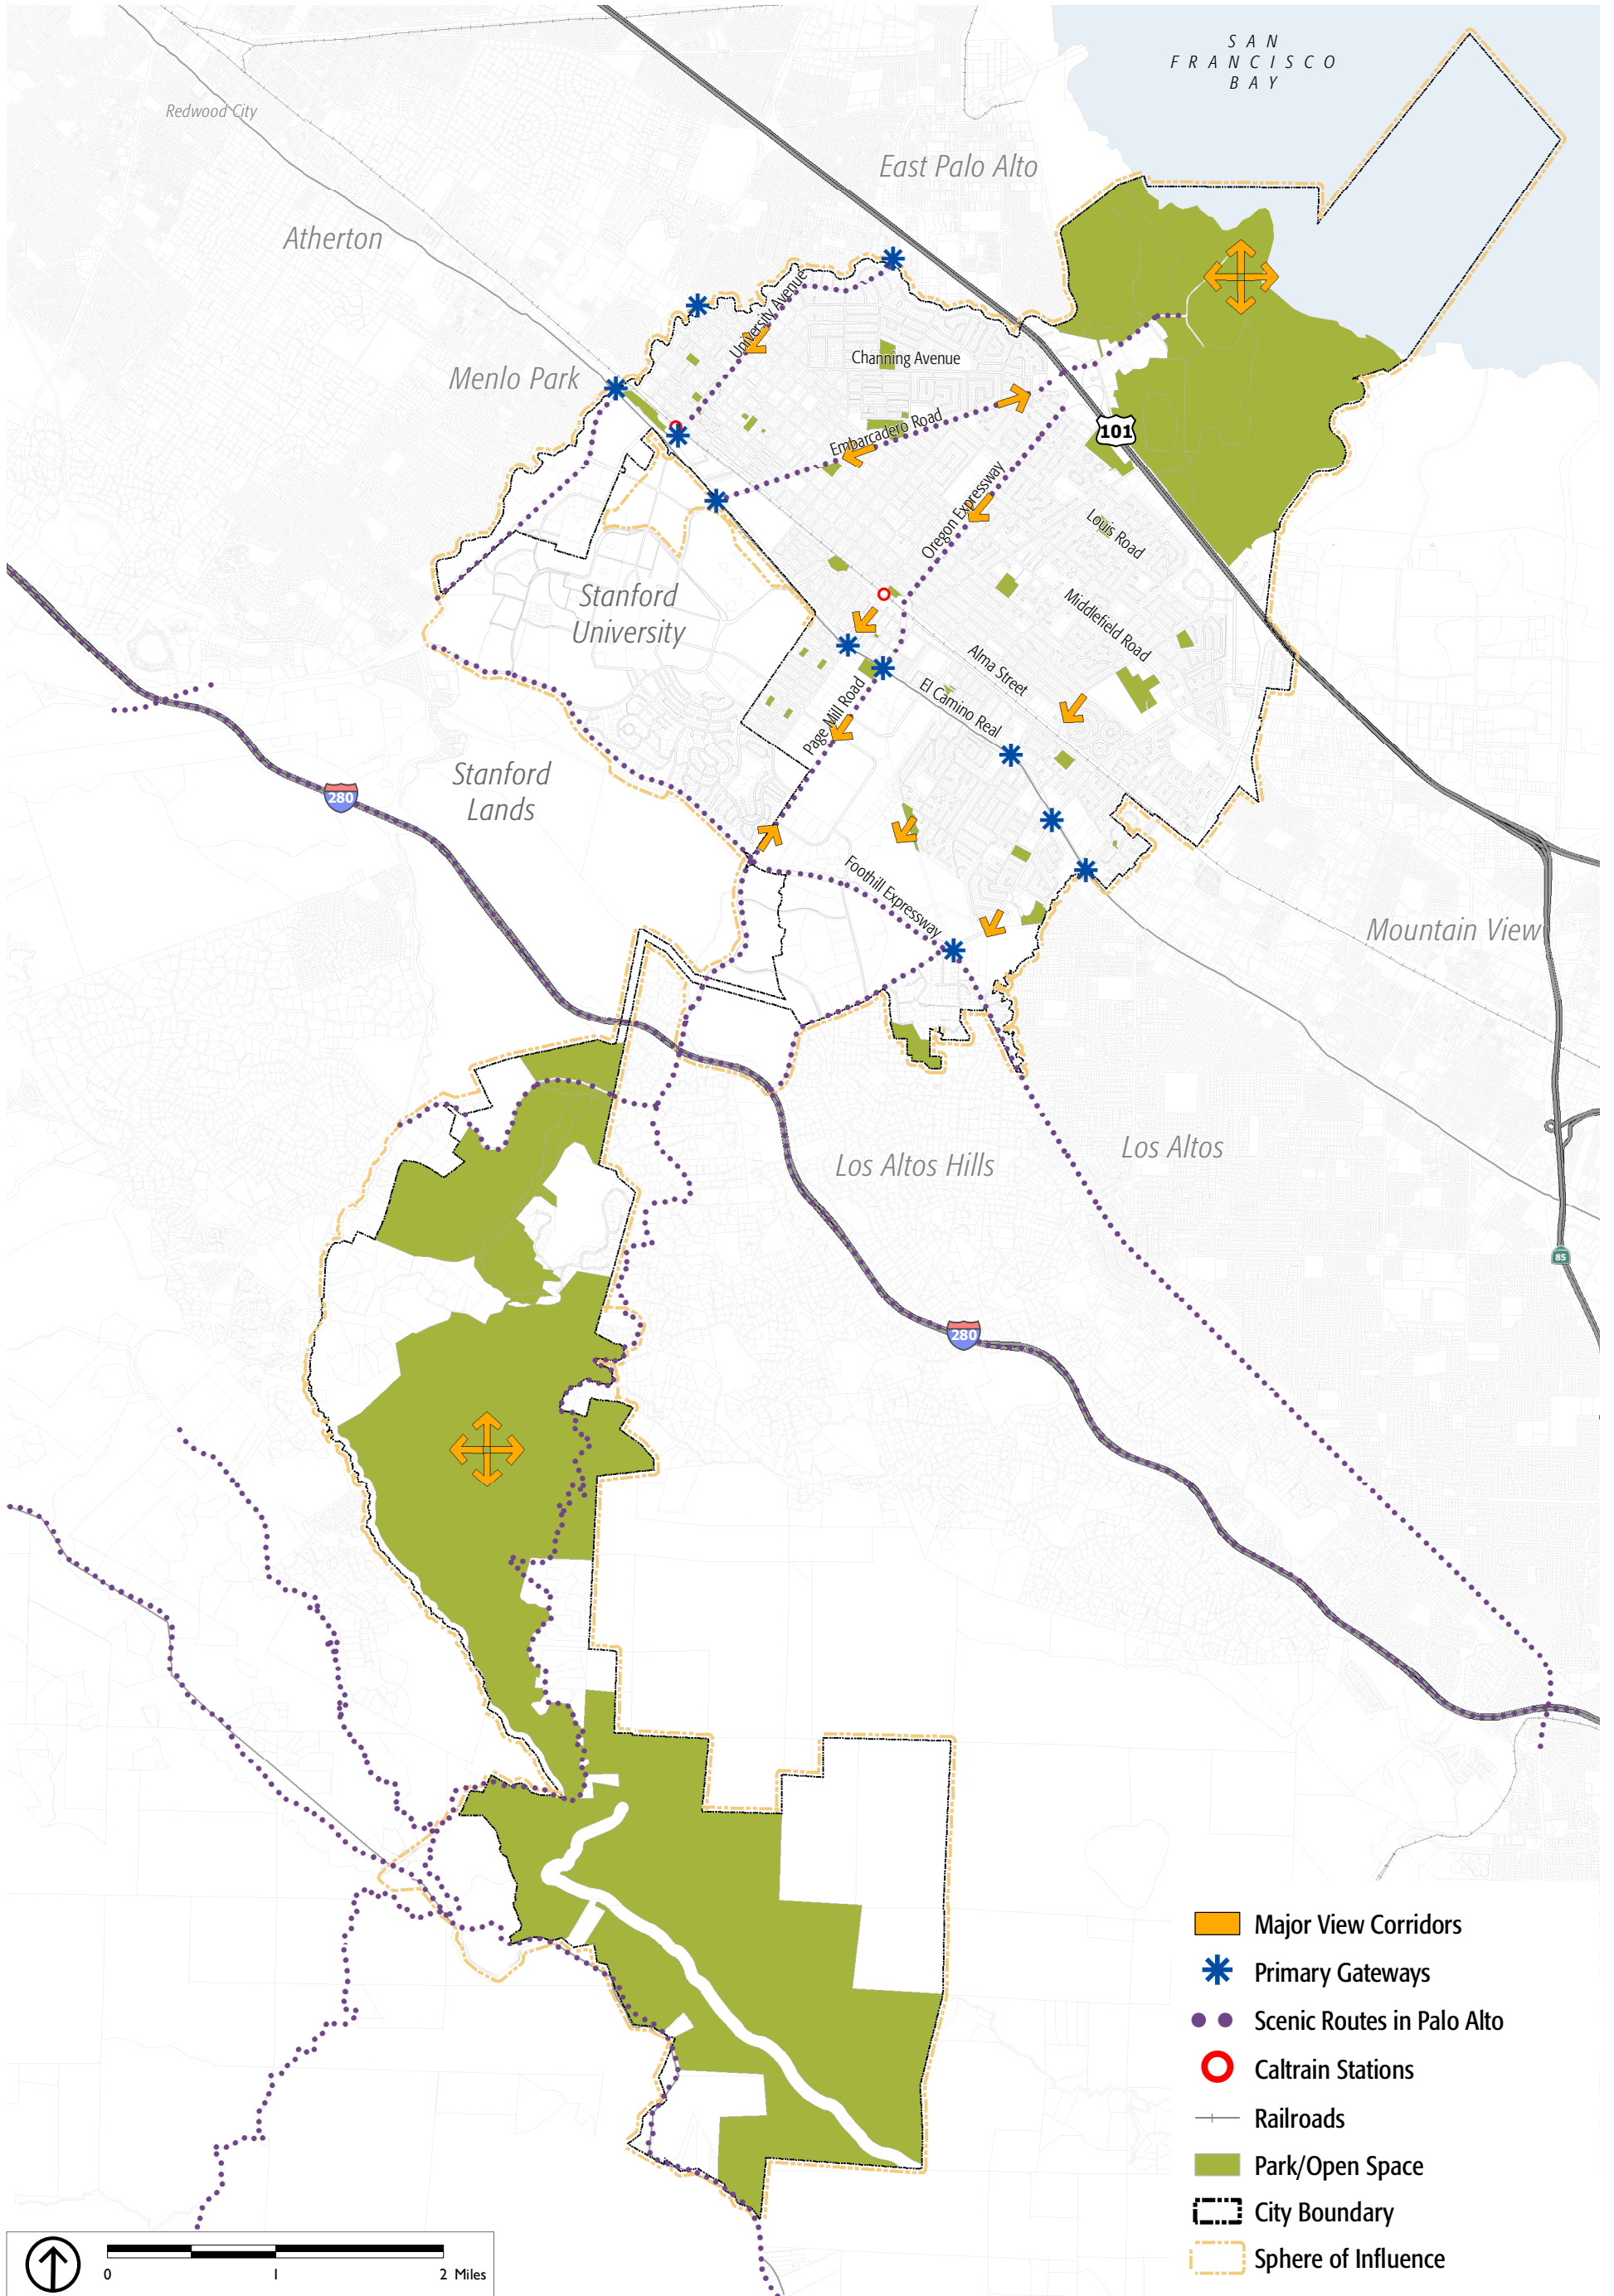 SAN
FRANCISCO
BAY
Redwood City
East Palo Alto
Atherton
University Avenue
Channing Avenue
Menlo Park
Embarcadero Road
101
Oregon Expressway
Louis Road
Stanford
University
Middlefield Road
Alma Street
El Camino Real
Page Mill Road
Stanford
Lands
280
Foothill Expressway
Mountain View
Los Altos Hills
Los Altos
85
280
Major View Corridors
Primary Gateways
Scenic Routes in Palo Alto
Caltrain Stations
Railroads
Park/Open Space
City Boundary
Sphere of Influence
0 1 2 Miles